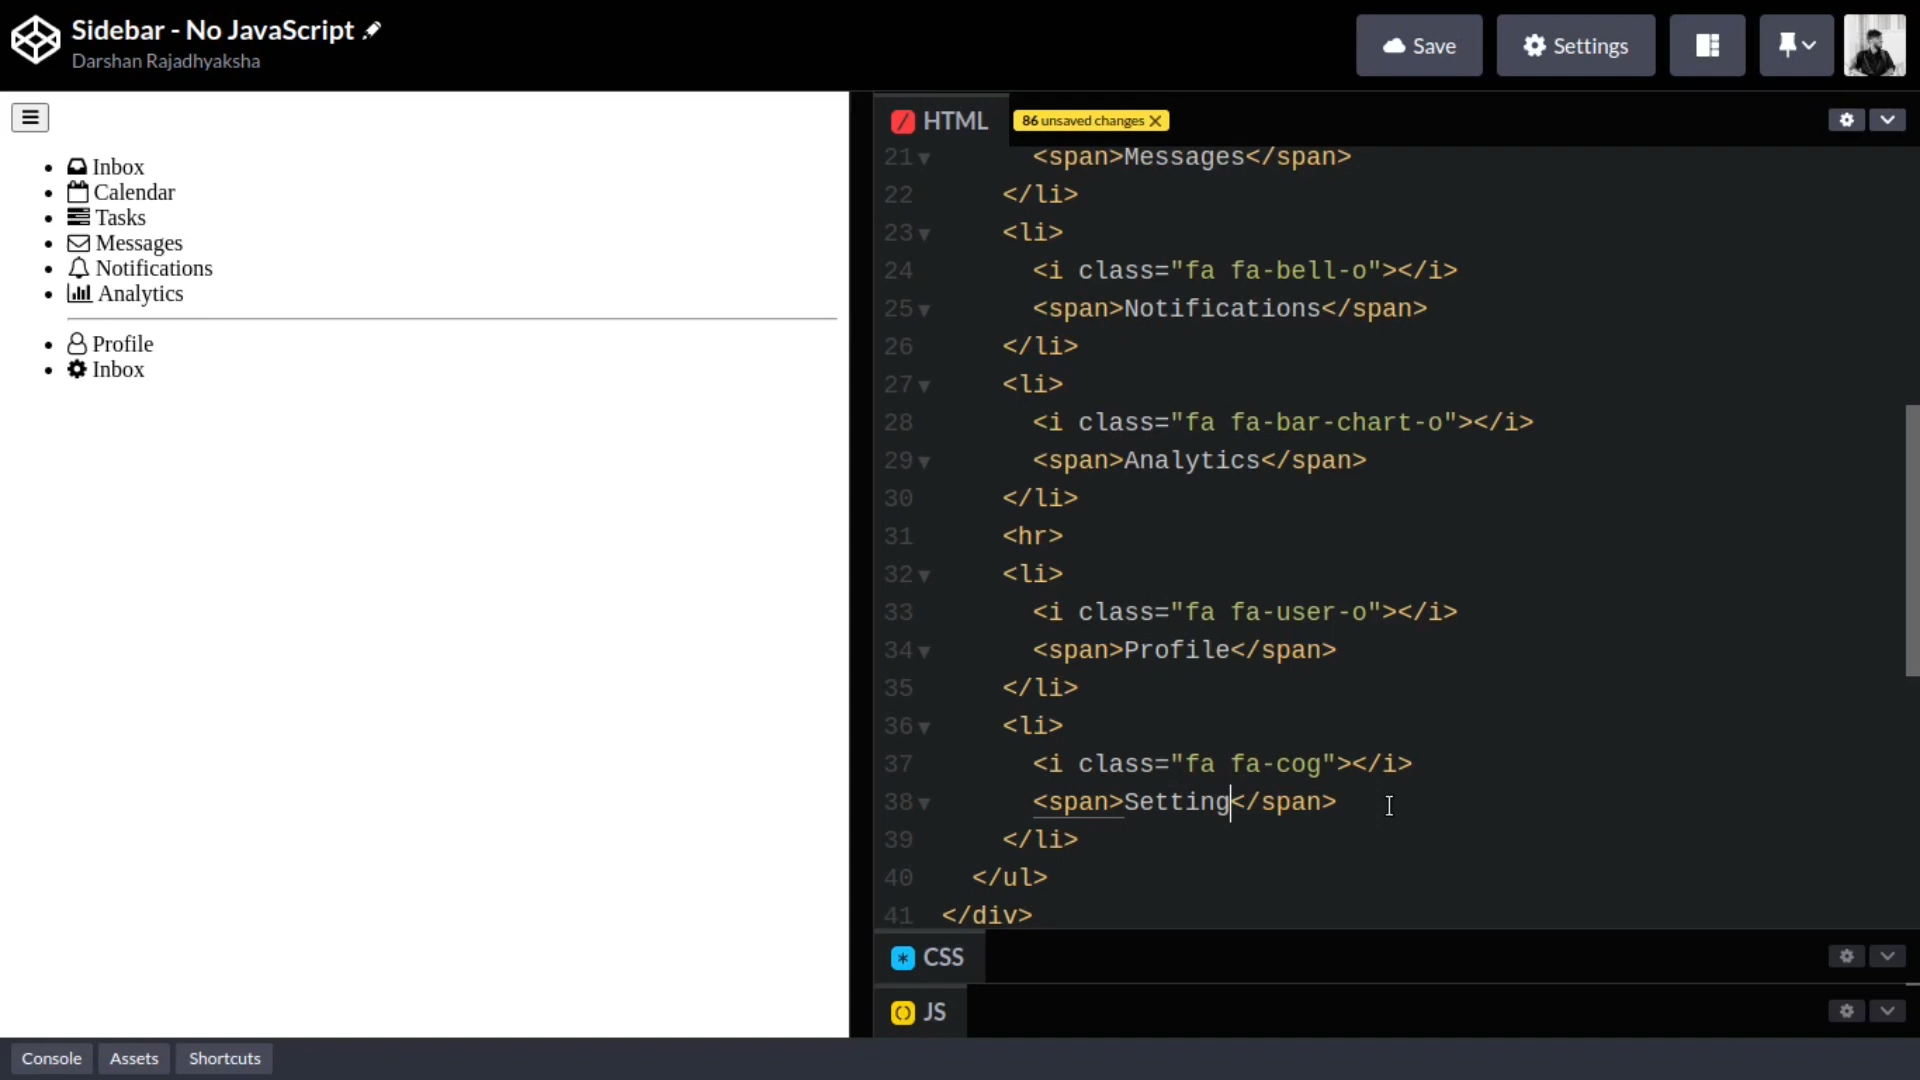 Sidebar - No JavaScript
Darshan Rajadhyaksha
Save
Settings
Inbox
Calendar
Tasks
Messages
Notifications
Analytics
Profile
Inbox
HTML
86 unsaved changes
21 <span>Messages</span>
22 </li>
23 <li>
24 <i class="fa fa-bell-o"></i>
25 <span>Notifications</span>
26 </li>
27 <li>
28 <i class="fa fa-bar-chart-o"></i>
29 <span>Analytics</span>
30 </li>
31 <hr>
32 <li>
33 <i class="fa fa-user-o"></i>
34 <span>Profile</span>
35 </li>
36 <li>
37 <i class="fa fa-cog"></i>
38 <span>Setting</span>
39 </li>
40 </ul>
41 </div>
CSS
JS
Console
Assets
Shortcuts